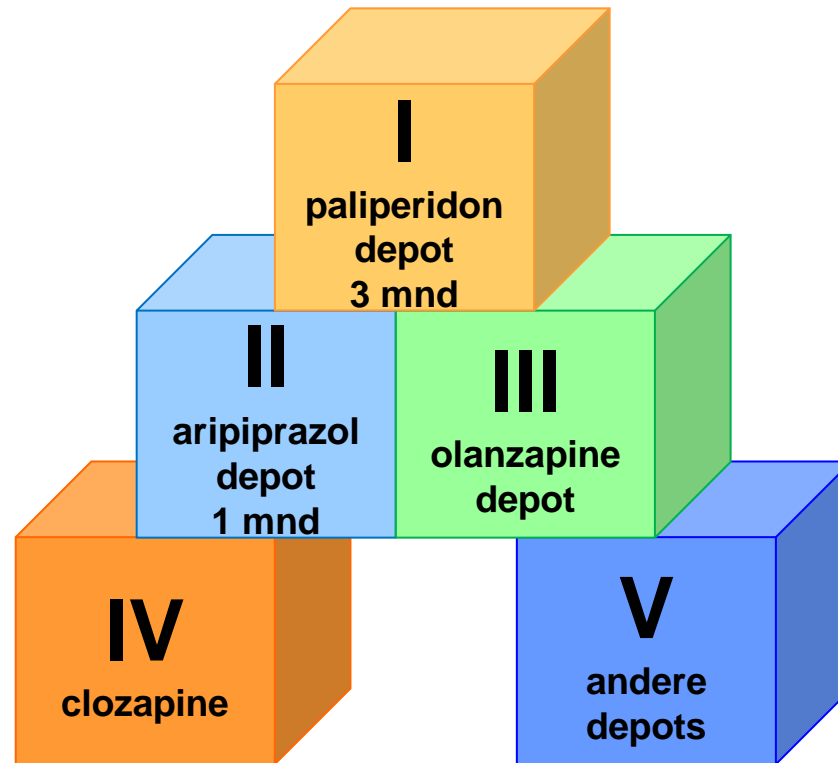 I
paliperidon
depot
3 mnd
II
aripiprazol
depot
1 mnd
III
olanzapine
depot
IV
clozapine
V
andere
depots